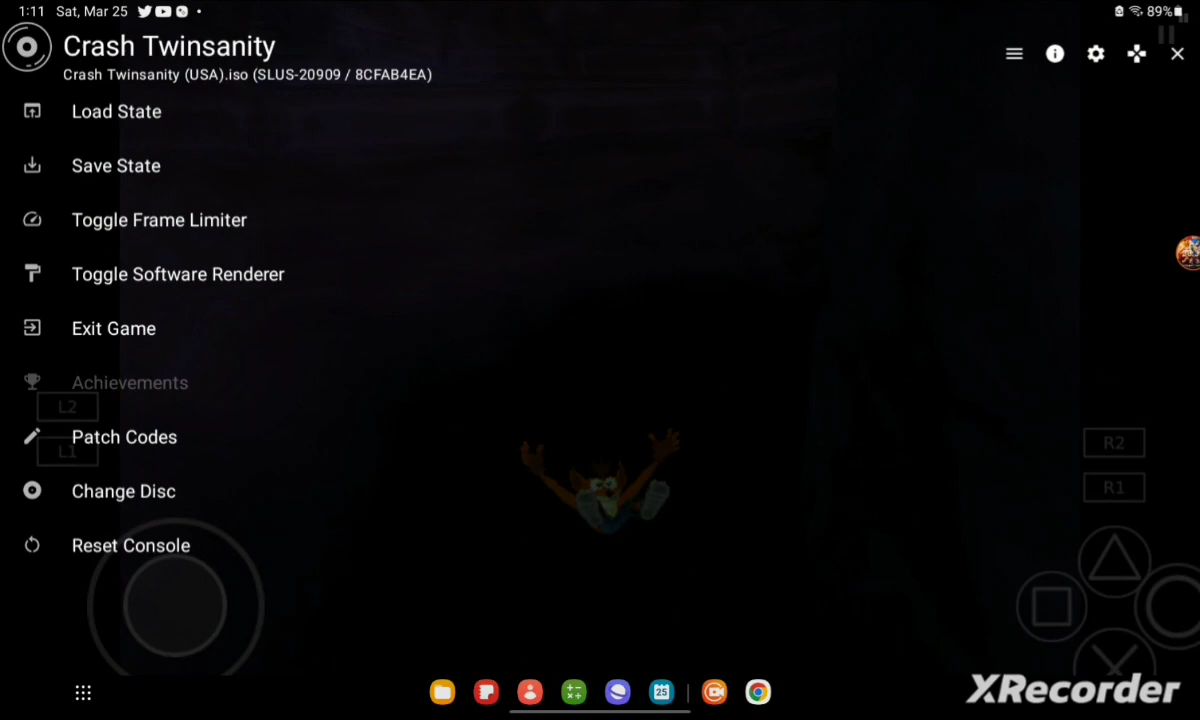 1:11 Sat, Mar 25
89%
Crash Twinsanity
Crash Twinsanity (USA).iso (SLUS-20909 / 8CFAB4EA)
Load State
Save State
Toggle Frame Limiter
Toggle Software Renderer
Exit Game
Achievements
L2
Patch Codes
L1
R2
R1
Change Disc
Reset Console
25
XRecorder